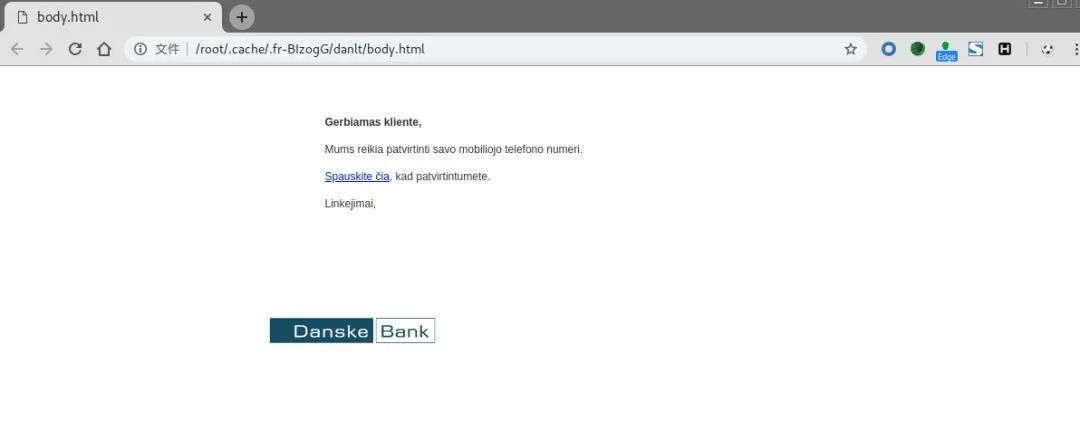 body.html
文件 /root/.cache/.fr-BIzogG/danlt/body.html
Edge
Gerbiamas kliente,
Mums reikia patvirtinti savo mobiliojo telefono numeri.
Spauskite čia, kad patvirtintumete.
Linkejimai,
Danske Bank